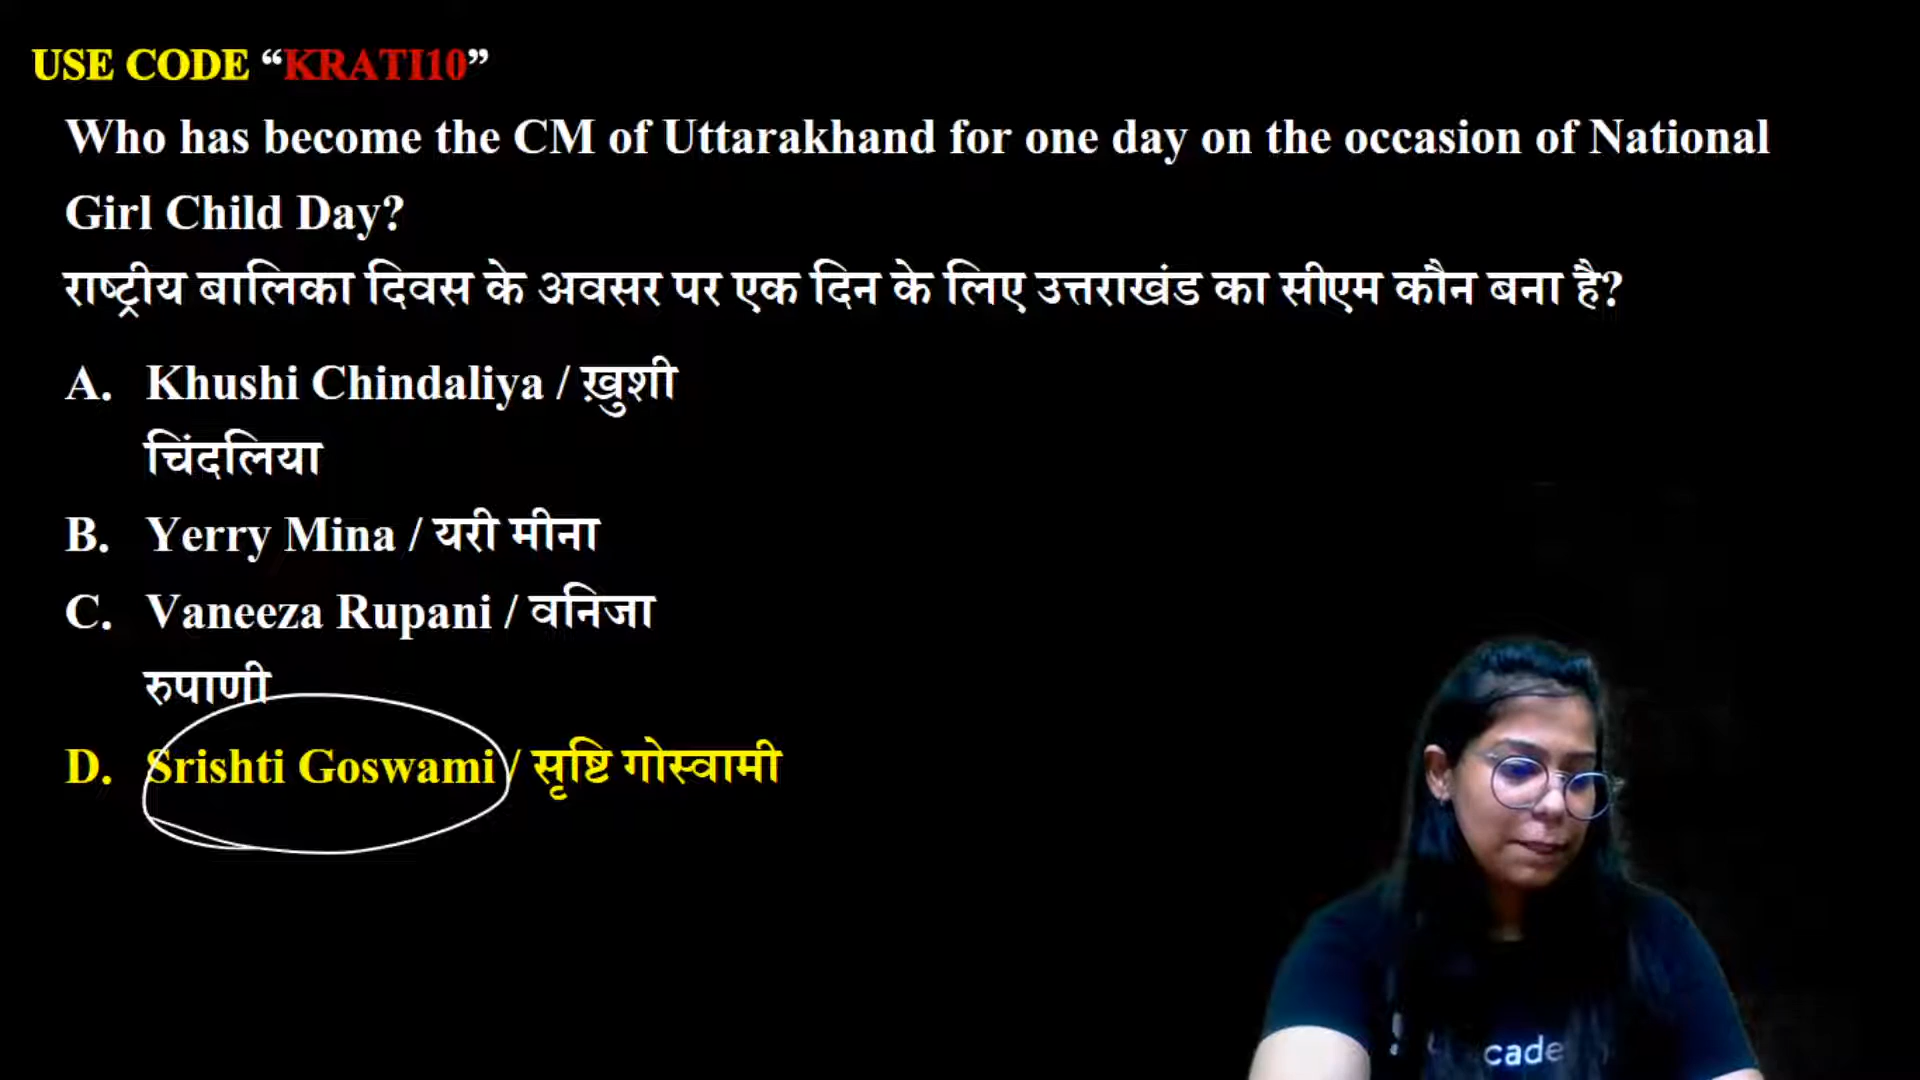 USE CODE “KRATI10”
Who has become the CM of Uttarakhand for one day on the occasion of National
Girl Child Day?
राष्ट्रीय बालिका दिवस के अवसर पर एक दिन के लिए उत्तराखंड का सीएम कौन बना है?
A. Khushi Chindaliya / ख़ुशी
चिंदलिया
B. Yerry Mina / यरी मीना
C. Vaneeza Rupani / वनिजा
रुपाणी
D. Srishti Goswami / सृष्टि गोस्वामी